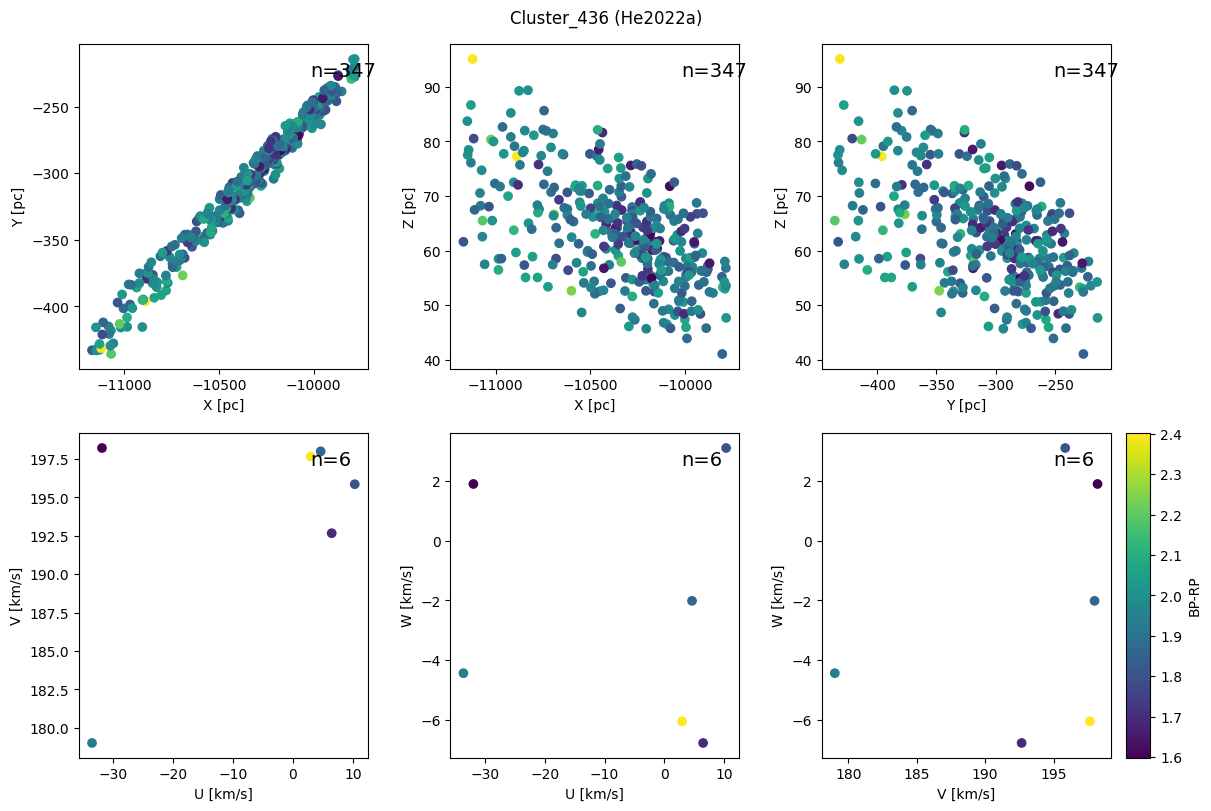 Cluster_436 (He2022a)
n=347
−250
−300
−350
−400
Y [pc]
−11000 −10500 −10000
X [pc]
n=347
90
80
70
60
50
40
Z [pc]
−11000 −10500 −10000
X [pc]
n=347
90
80
70
60
50
40
Z [pc]
−400 −350 −300 −250
Y [pc]
n=6
197.5
195.0
192.5
190.0
187.5
185.0
182.5
180.0
V [km/s]
−30 −20 −10 0 10
U [km/s]
n=6
2
0
−2
−4
−6
W [km/s]
−30 −20 −10 0 10
U [km/s]
n=6
2
0
−2
−4
−6
W [km/s]
180 185 190 195
V [km/s]
2.4
2.3
2.2
2.1
2.0
1.9
1.8
1.7
1.6
BP-RP